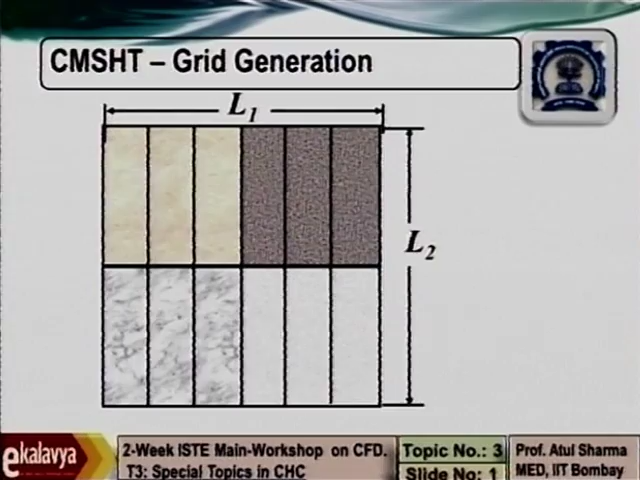 CMSHT – Grid Generation
L1
L2
ekalavya
2-Week ISTE Main-Workshop on CFD.
T3: Special Topics in CHC
Topic No.: 3
Slide No: 1
Prof. Atul Sharma
MED, IIT Bombay